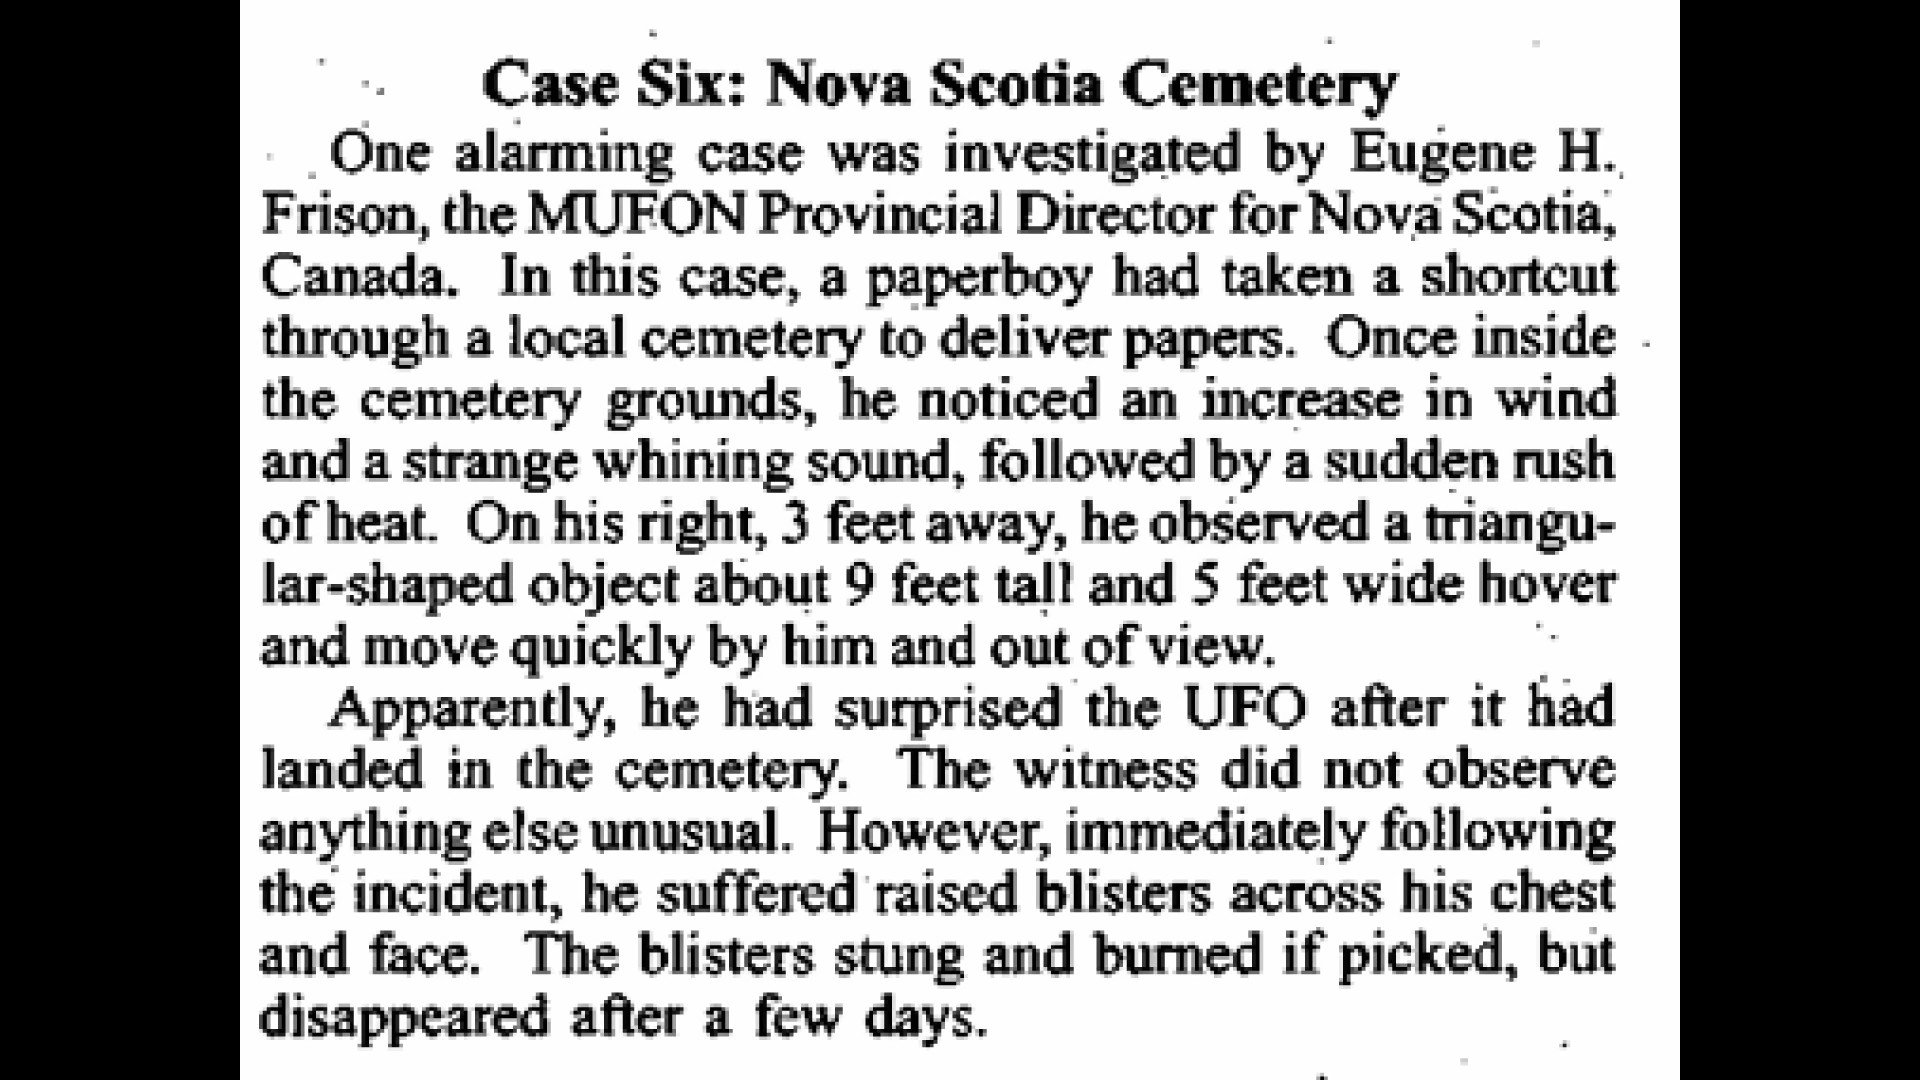 Case Six: Nova Scotia Cemetery
One alarming case was investigated by Eugene H.
Frison, the MUFON Provincial Director for Nova Scotia,
Canada. In this case, a paperboy had taken a shortcut
through a local cemetery to deliver papers. Once inside
the cemetery grounds, he noticed an increase in wind
and a strange whining sound, followed by a sudden rush
of heat. On his right, 3 feet away, he observed a triangu-
lar-shaped object about 9 feet tall and 5 feet wide hover
and move quickly by him and out of view.
Apparently, he had surprised the UFO after it had
landed in the cemetery. The witness did not observe
anything else unusual. However, immediately following
the incident, he suffered raised blisters across his chest
and face. The blisters stung and burned if picked, but
disappeared after a few days.